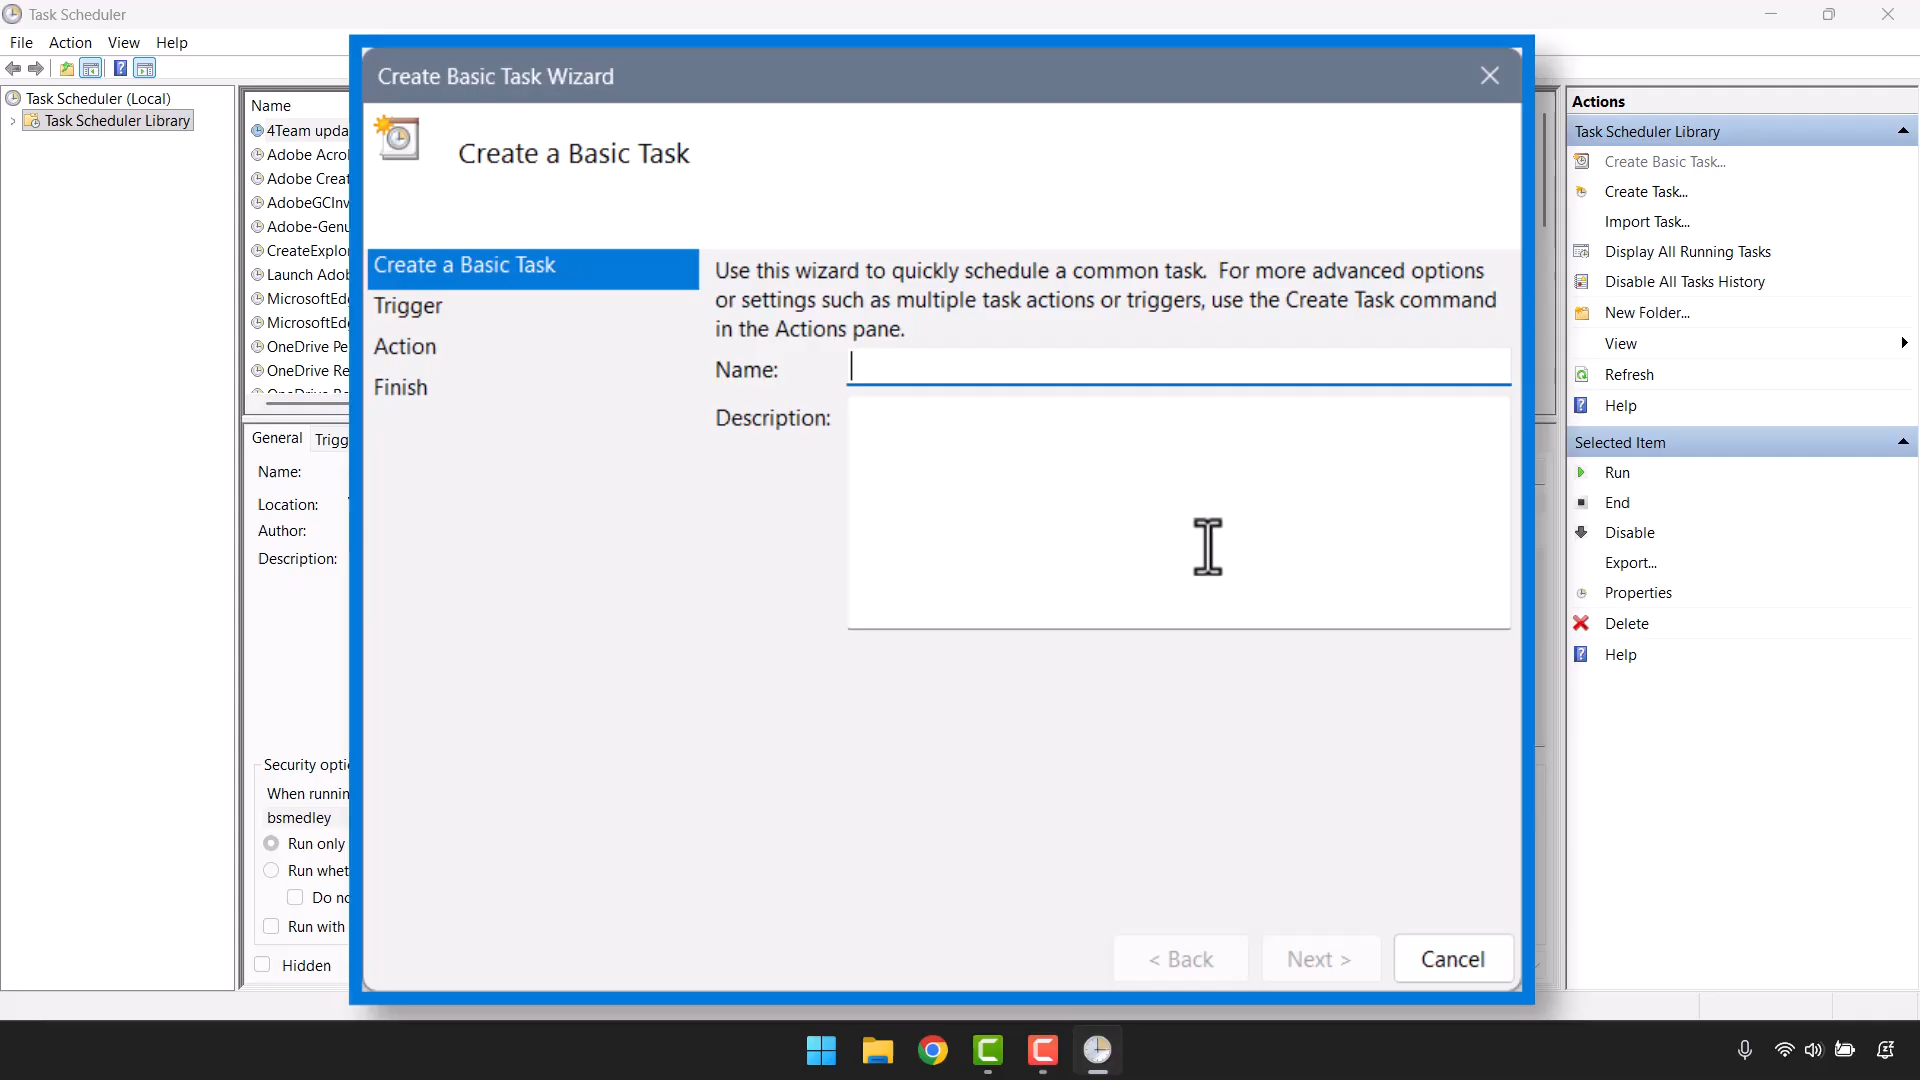 Task Scheduler
File Action View Help
Task Scheduler (Local)
Task Scheduler Library
Name
4Team upda
Adobe Acro
Adobe Creat
AdobeGCInv
Adobe-Genu
CreateExplo
Launch Adob
MicrosoftEd
MicrosoftEd
OneDrive Pe
OneDrive Re
General Trigg
Name:
Location:
Author:
Description:
Security opti
When runnin
bsmedley
Run only
Run whet
Do no
Run with
Hidden
Create Basic Task Wizard
Create a Basic Task
Create a Basic Task
Trigger
Action
Finish
Use this wizard to quickly schedule a common task. For more advanced options
or settings such as multiple task actions or triggers, use the Create Task command
in the Actions pane.
Name:
Description:
< Back Next > Cancel
Actions
Task Scheduler Library
Create Basic Task...
Create Task...
Import Task...
Display All Running Tasks
Disable All Tasks History
New Folder...
View
Refresh
Help
Selected Item
Run
End
Disable
Export...
Properties
Delete
Help